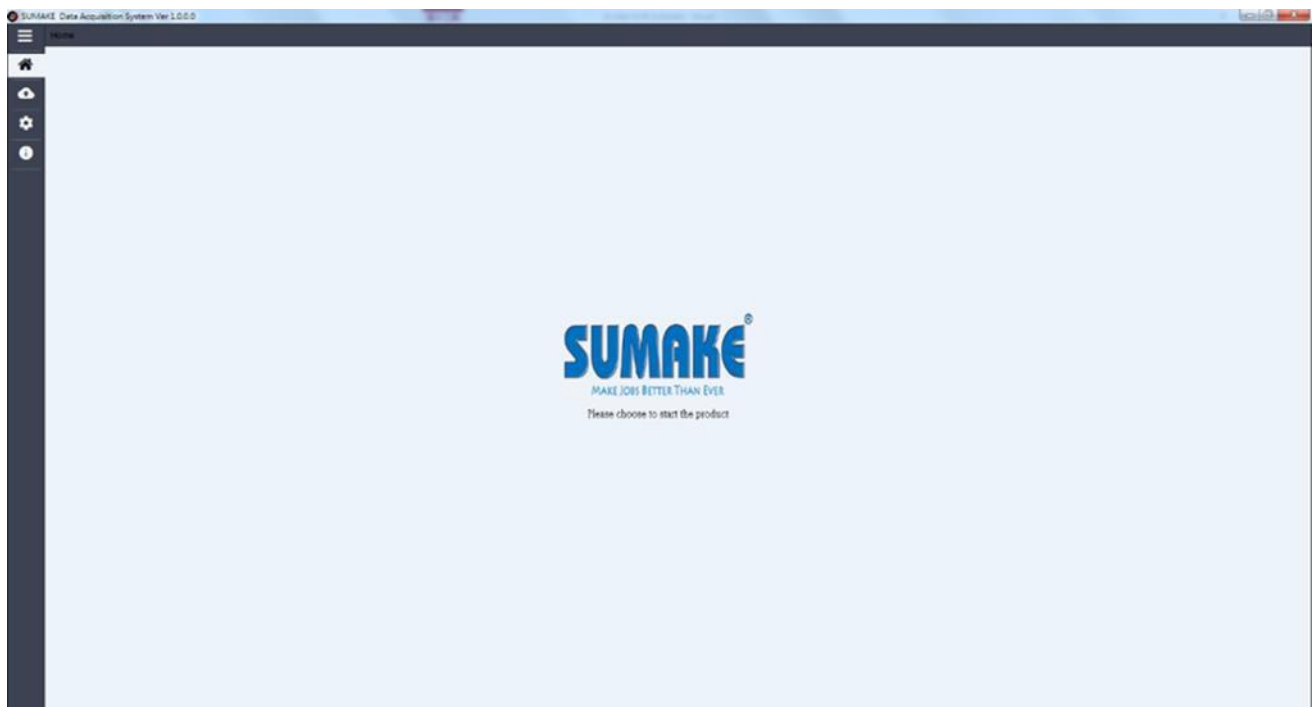 SUMAKE Data Acquisition System Ver 1.0.0.0
Home
SUMAKE®
MAKE JOBS BETTER THAN EVER
Please choose to start the product